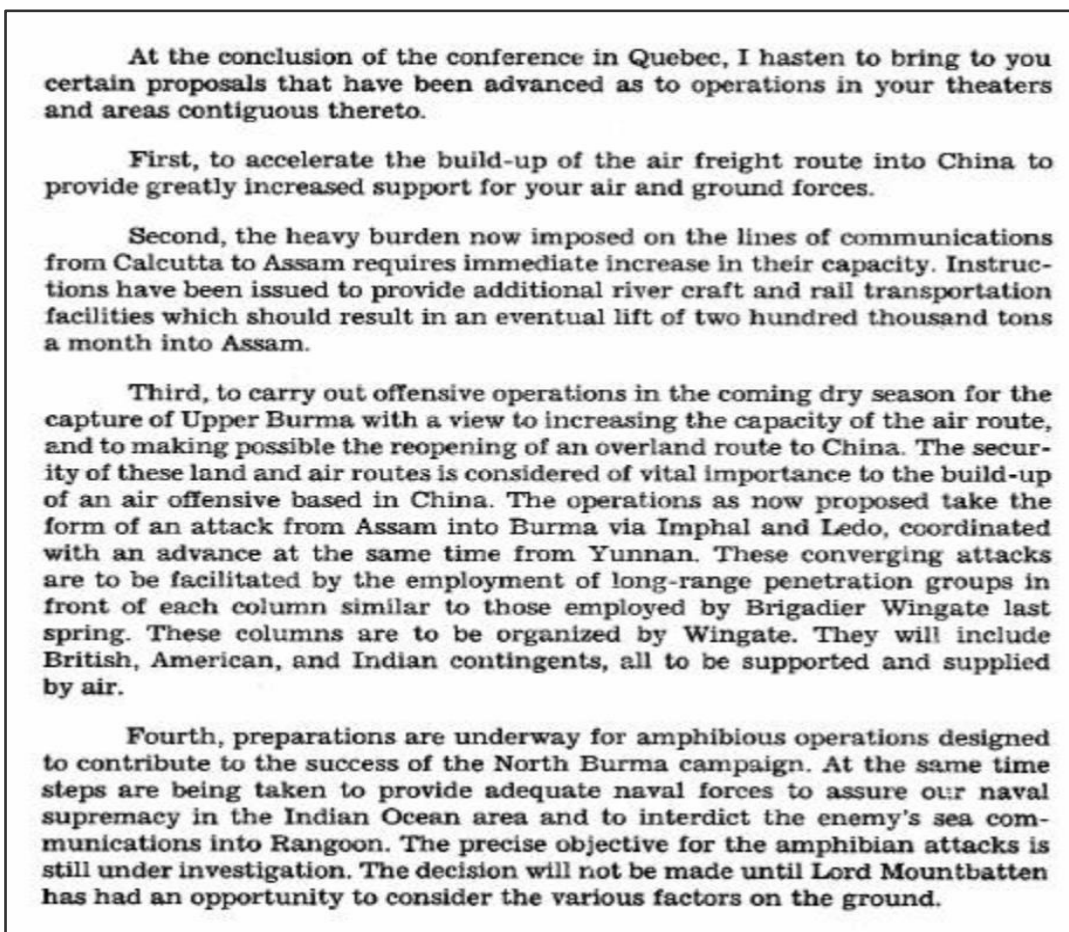 At the conclusion of the conference in Quebec, I hasten to bring to you
certain proposals that have been advanced as to operations in your theaters
and areas contiguous thereto.
First, to accelerate the build-up of the air freight route into China to
provide greatly increased support for your air and ground forces.
Second, the heavy burden now imposed on the lines of communications
from Calcutta to Assam requires immediate increase in their capacity. Instruc-
tions have been issued to provide additional river craft and rail transportation
facilities which should result in an eventual lift of two hundred thousand tons
a month into Assam.
Third, to carry out offensive operations in the coming dry season for the
capture of Upper Burma with a view to increasing the capacity of the air route,
and to making possible the reopening of an overland route to China. The secur-
ity of these land and air routes is considered of vital importance to the build-up
of an air offensive based in China. The operations as now proposed take the
form of an attack from Assam into Burma via Imphal and Ledo, coordinated
with an advance at the same time from Yunnan. These converging attacks
are to be facilitated by the employment of long-range penetration groups in
front of each column similar to those employed by Brigadier Wingate last
spring. These columns are to be organized by Wingate. They will include
British, American, and Indian contingents, all to be supported and supplied
by air.
Fourth, preparations are underway for amphibious operations designed
to contribute to the success of the North Burma campaign. At the same time
steps are being taken to provide adequate naval forces to assure our naval
supremacy in the Indian Ocean area and to interdict the enemy's sea com-
munications into Rangoon. The precise objective for the amphibian attacks is
still under investigation. The decision will not be made until Lord Mountbatten
has had an opportunity to consider the various factors on the ground.